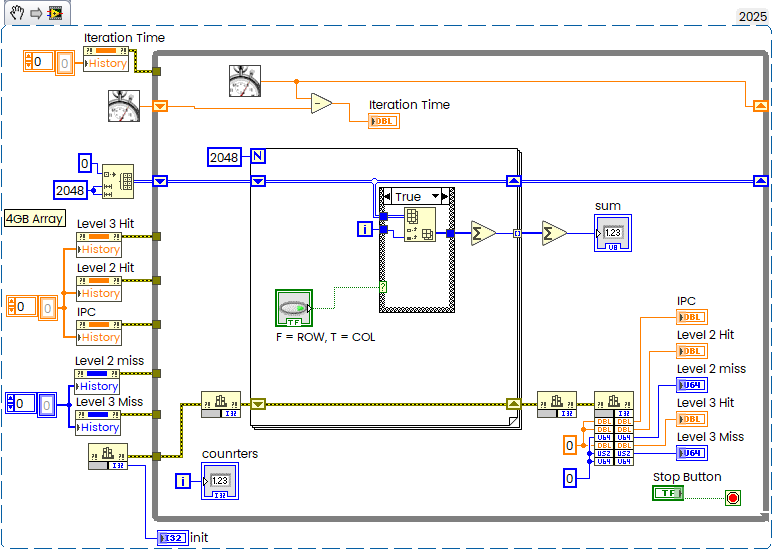 2025
Iteration Time
0
0
History
Iteration Time
DBL
2048
N
0
2048
True
4GB Array
Level 3 Hit
History
i
sum
1.23
U8
Level 2 Hit
History
?
0
0
IPC
History
TF
F = ROW, T = COL
IPC
DBL
Level 2 Hit
DBL
Level 2 miss
History
Level 2 miss
U64
0
0
Level 3 Miss
History
I32
I32
I32
Level 3 Hit
DBL
DBL
DBL
DBL
DBL
U64
U64
0
DBL
DBL
Level 3 Miss
U64
U32
U32
U64
U64
I32
counrters
i
1.23
I32
0
Stop Button
TF
I32
init